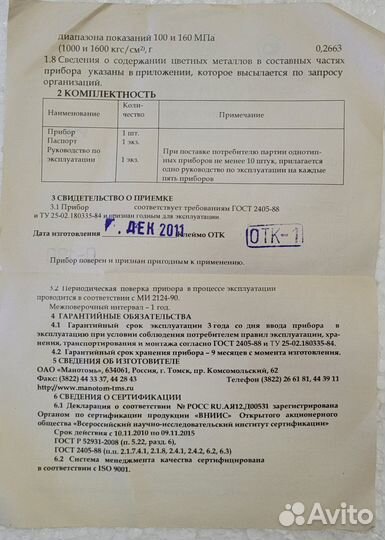 диапазона показаний 100 и 160 МПа
(1000 и 1600 кгс/см²), г 0,2663
1.8 Сведения о содержании цветных металлов в составных частях
прибора указаны в приложении, которое высылается по запросу
организаций.
2 КОМПЛЕКТНОСТЬ
Наименование Коли-чество Примечание
Прибор 1 шт.
Паспорт 1 экз.
Руководство по эксплуатации 1 экз. При поставке потребителю партии однотип-
ных приборов не менее 10 штук, прилагается
одно руководство по эксплуатации на каждые
пять приборов
3 СВИДЕТЕЛЬСТВО О ПРИЕМКЕ
3.1 Прибор соответствует требованиям ГОСТ 2405-88
и ТУ 25-02.180335-84 и признан годным для эксплуатации.
Дата изготовления ДЕК 2011 Клеймо ОТК ОТК-1
Прибор поверен и признан пригодным к применению.
3.2 Периодическая поверка прибора в процессе эксплуатации
проводится в соответствии с МИ 2124-90.
Межповерочный интервал – 1 год.
4 ГАРАНТИЙНЫЕ ОБЯЗАТЕЛЬСТВА
4.1 Гарантийный срок эксплуатации 3 года со дня ввода прибора в
эксплуатацию при условии соблюдения потребителем правил эксплуатации, хра-
нения, транспортирования и монтажа согласно ГОСТ 2405-88 и ТУ 25-02.180335-84.
4.2 Гарантийный срок хранения прибора – 9 месяцев с момента изготовления.
5 СВЕДЕНИЯ ОБ ИЗГОТОВИТЕЛЕ
ОАО «Манотомь», 634061, Россия, г. Томск, пр. Комсомольский, 62
Факс: (3822) 44 33 37, 44 28 43 Телефон (3822) 26 61 81, 44 39 11
http://www.manotom-tms.ru
6 СВЕДЕНИЯ О СЕРТИФИКАЦИИ
6.1 Декларация о соответствии №РОСС RU.АЯ12.Д00531 зарегистрирована
Органом по сертификации продукции «ВНИИС» Открытого акционерного
общества «Всероссийский научно-исследовательский институт сертификации»
Срок действия с 10.11.2010 по 09.11.2015
ГОСТ Р 52931-2008 (п. 5.22, разд. 6),
ГОСТ 2405-88 (п.п. 2.1.7.4.1, 2.1.8, 2.4.1, 2.4.2, 6.2, 6.3)
6.2 Система менеджмента качества сертифицирована
в соответствии с ISO 9001.
Avito